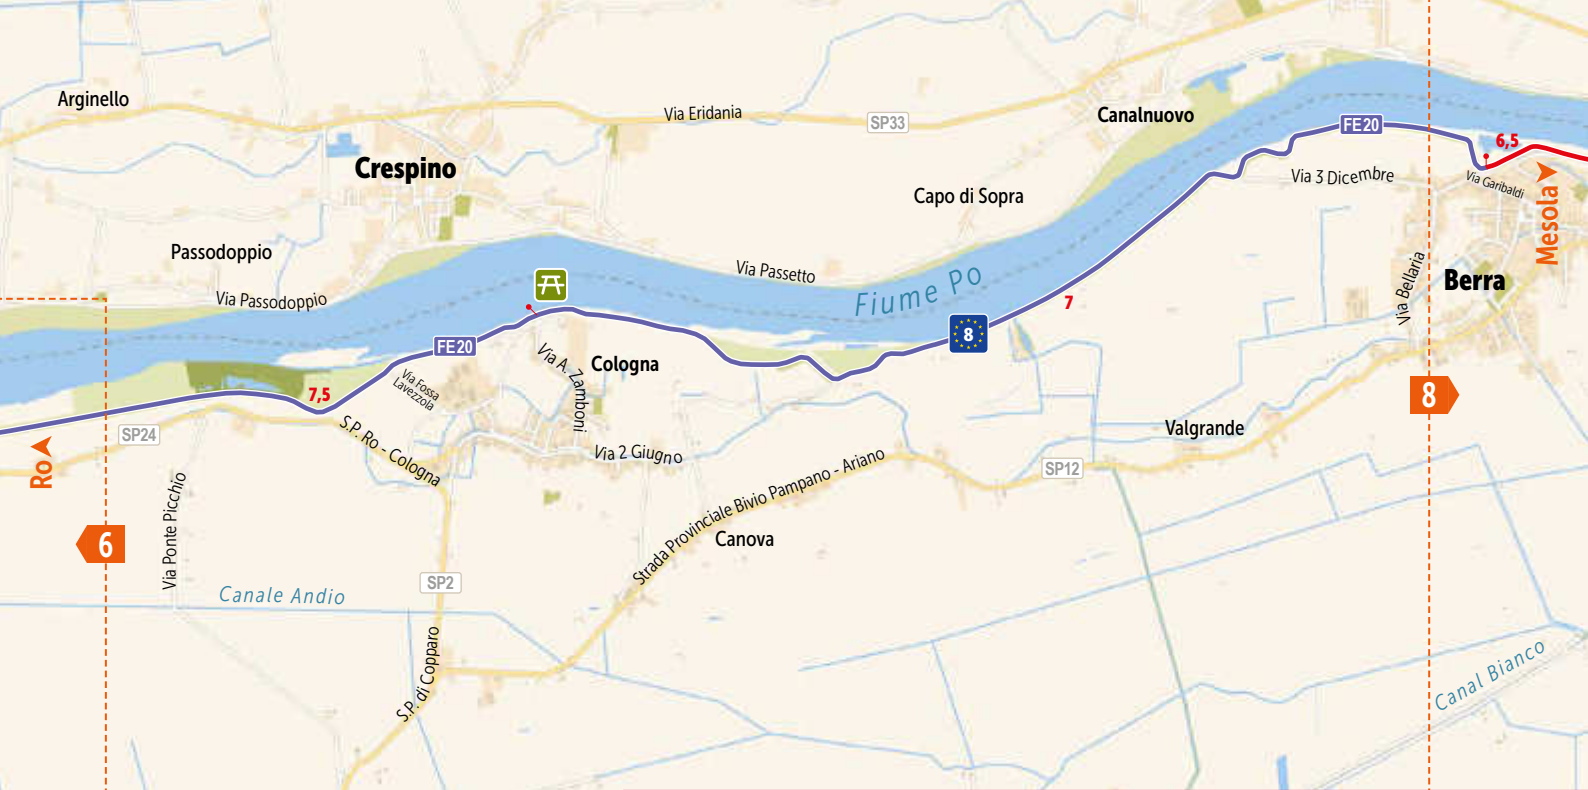 Arginello
Via Eridania
SP33
Canalnuovo
FE20
6,5
Crespino
Capo di Sopra
Via 3 Dicembre
Via Garibaldi
Mesola
Passodoppio
Via Passodoppio
Via Passetto
Fiume Po
7
Via Bellaria
Berra
FE20
8
Via A. Zamboni
Cologna
Via Fossa
Lavezzola
7,5
8
SP24
S.P. Ro - Cologna
Via 2 Giugno
Valgrande
SP12
Ro
Via Ponte Picchio
Strada Provinciale Bivio Pampano - Ariano
Canova
6
SP2
Canale Andio
S.P. di Copparo
Canal Bianco